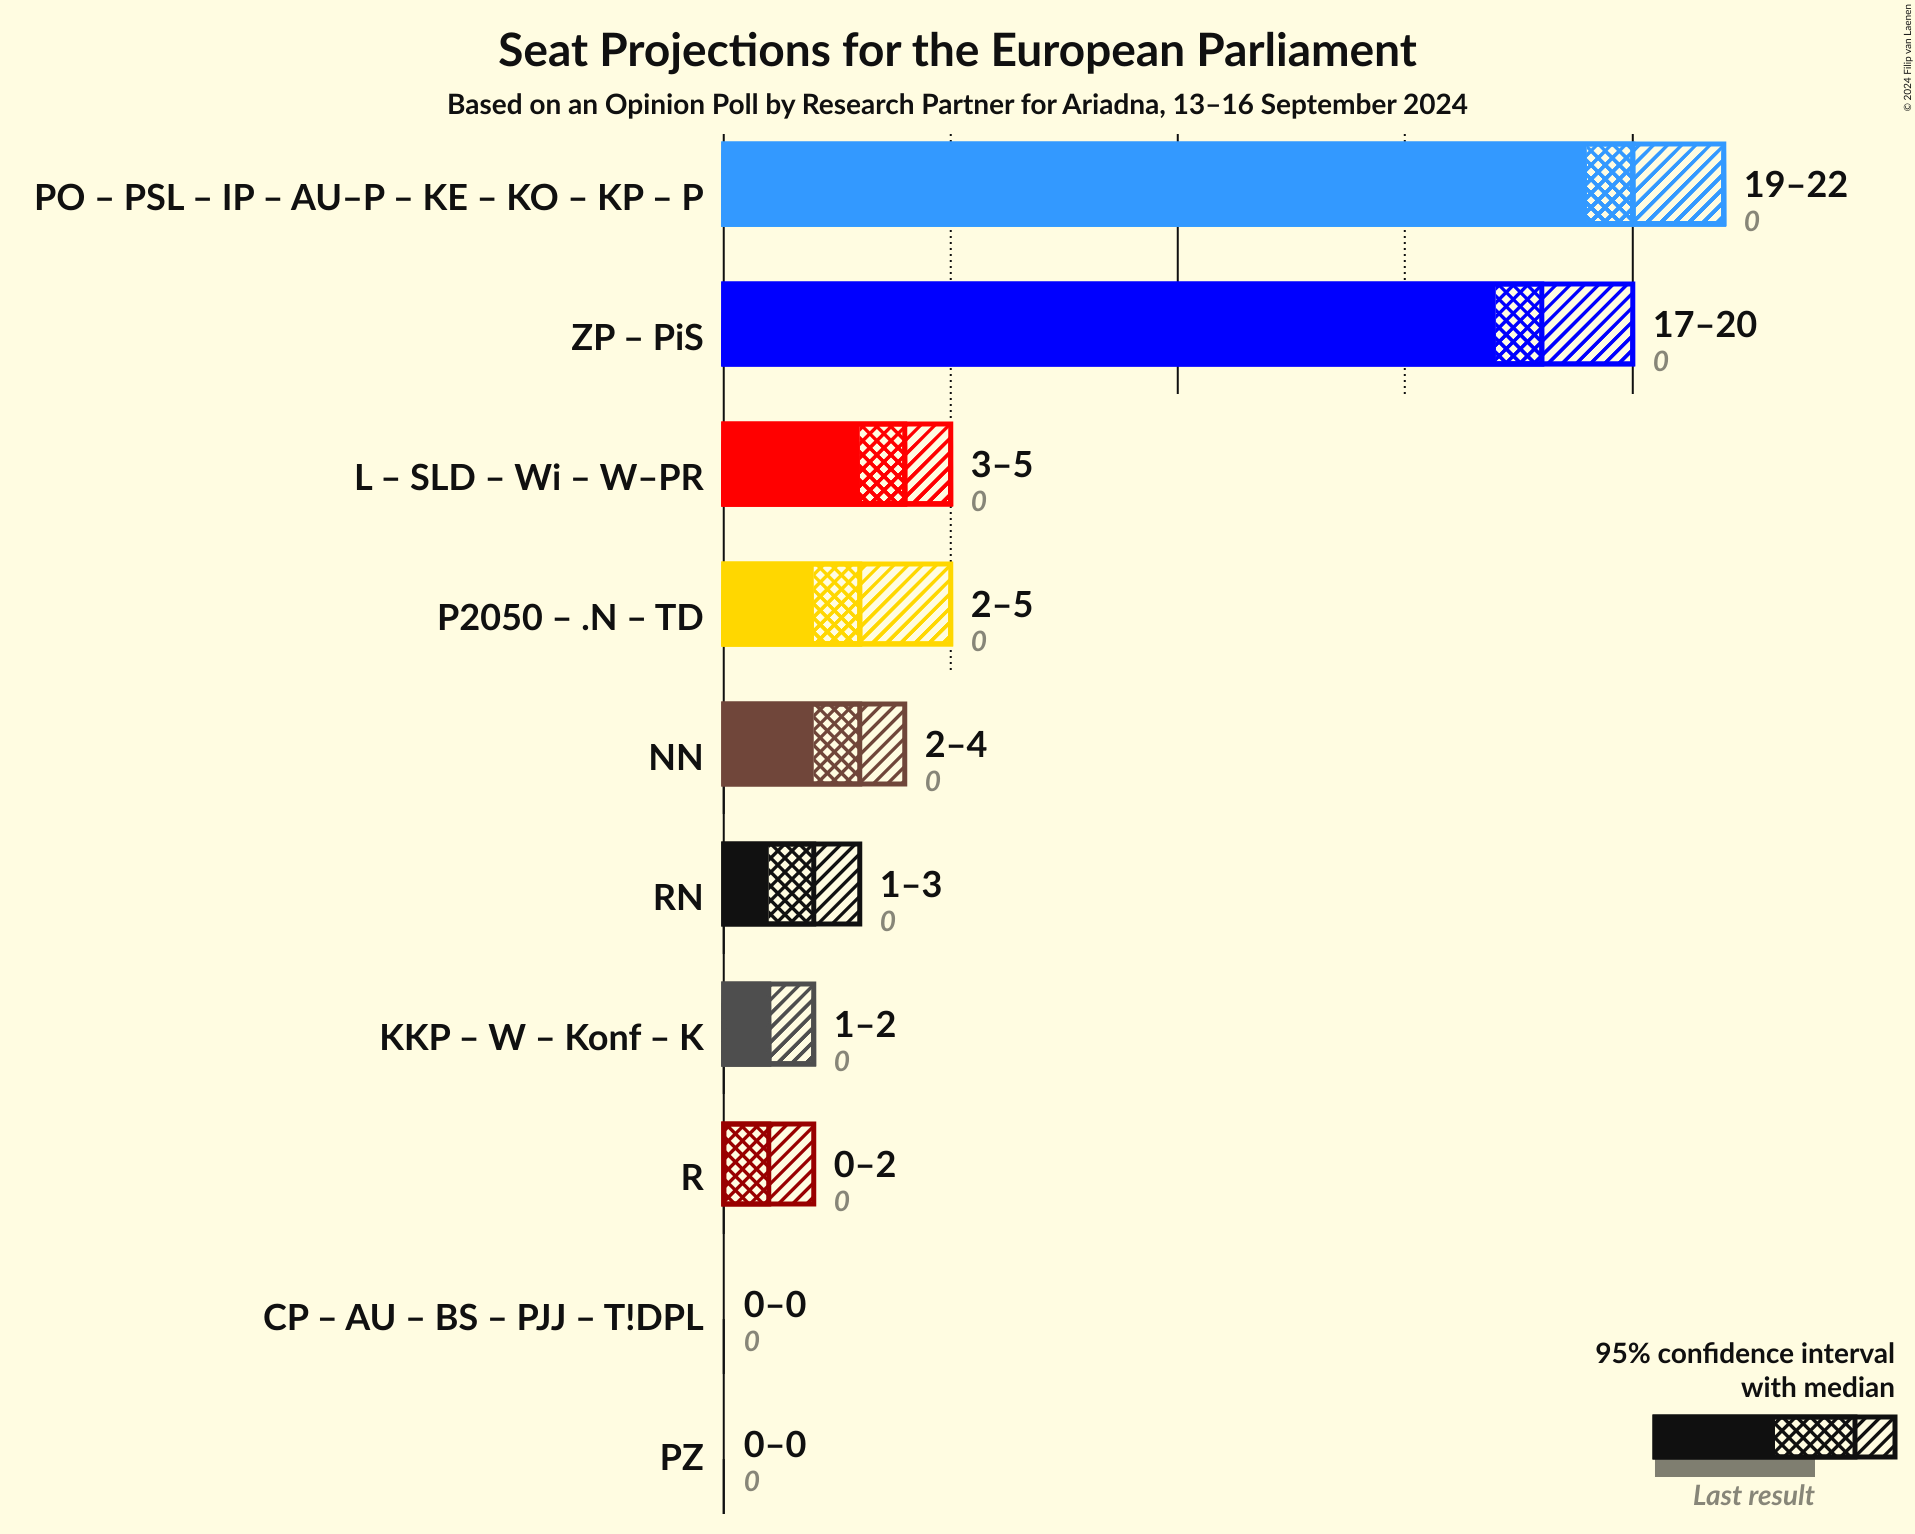 Seat Projections for the European Parliament
Based on an Opinion Poll by Research Partner for Ariadna, 13–16 September 2024
© 2024 Filip van Laenen
PO – PSL – IP – AU–P – KE – KO – KP – P
19–22
0
ZP – PiS
17–20
0
L – SLD – Wi – W–PR
3–5
0
P2050 – .N – TD
2–5
0
NN
2–4
0
RN
1–3
0
KKP – W – Konf – K
1–2
0
R
0–2
0
CP – AU – BS – PJJ – T!DPL
0–0
0
PZ
0–0
0
95% confidence interval
with median
Last result